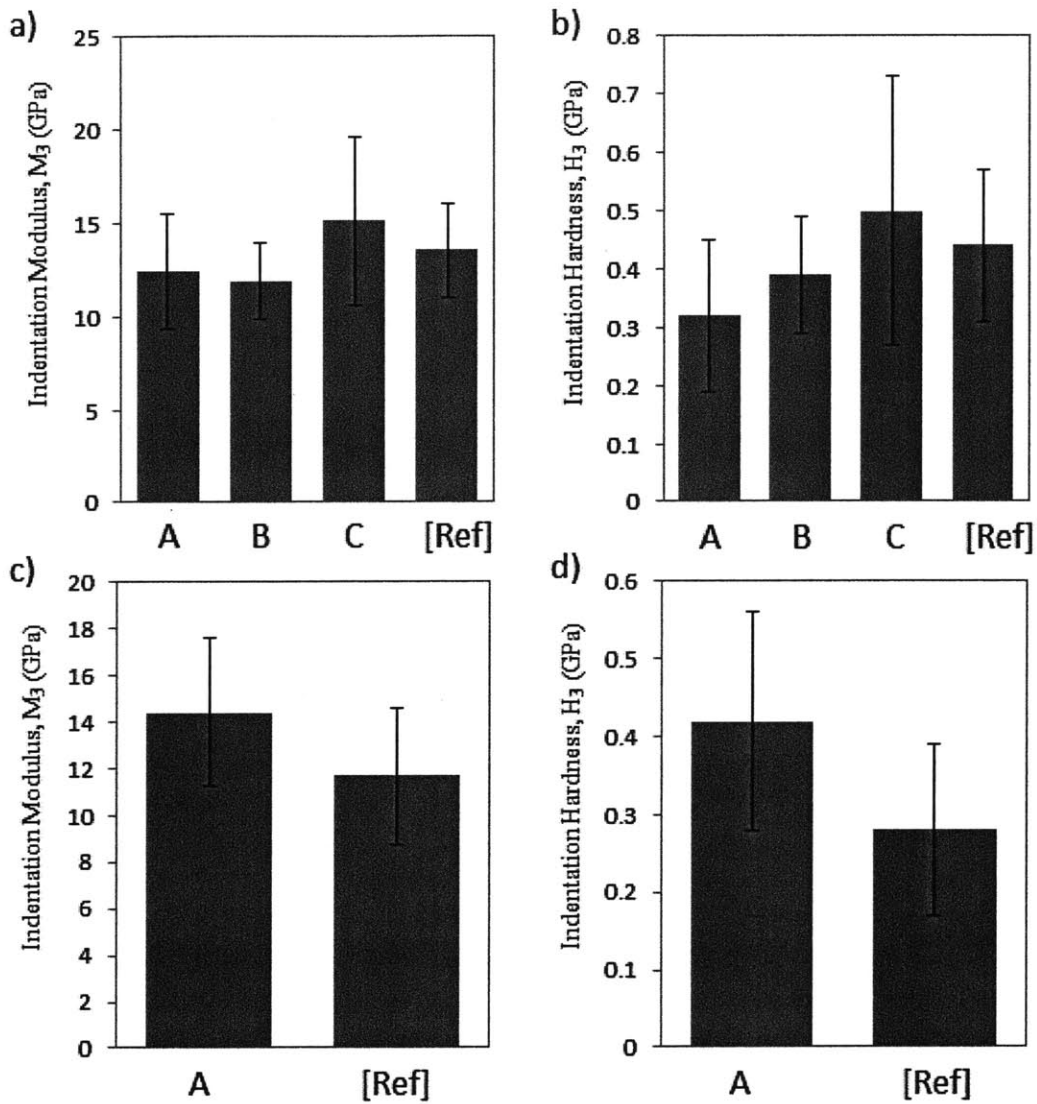 a)
Indentation Modulus, M₃ (GPa)
25
20
15
10
5
0
A B C [Ref]
b)
Indentation Hardness, H₃ (GPa)
0.8
0.7
0.6
0.5
0.4
0.3
0.2
0.1
0
A B C [Ref]
c)
Indentation Modulus, M₃ (GPa)
20
18
16
14
12
10
8
6
4
2
0
A [Ref]
d)
Indentation Hardness, H₃ (GPa)
0.6
0.5
0.4
0.3
0.2
0.1
0
A [Ref]